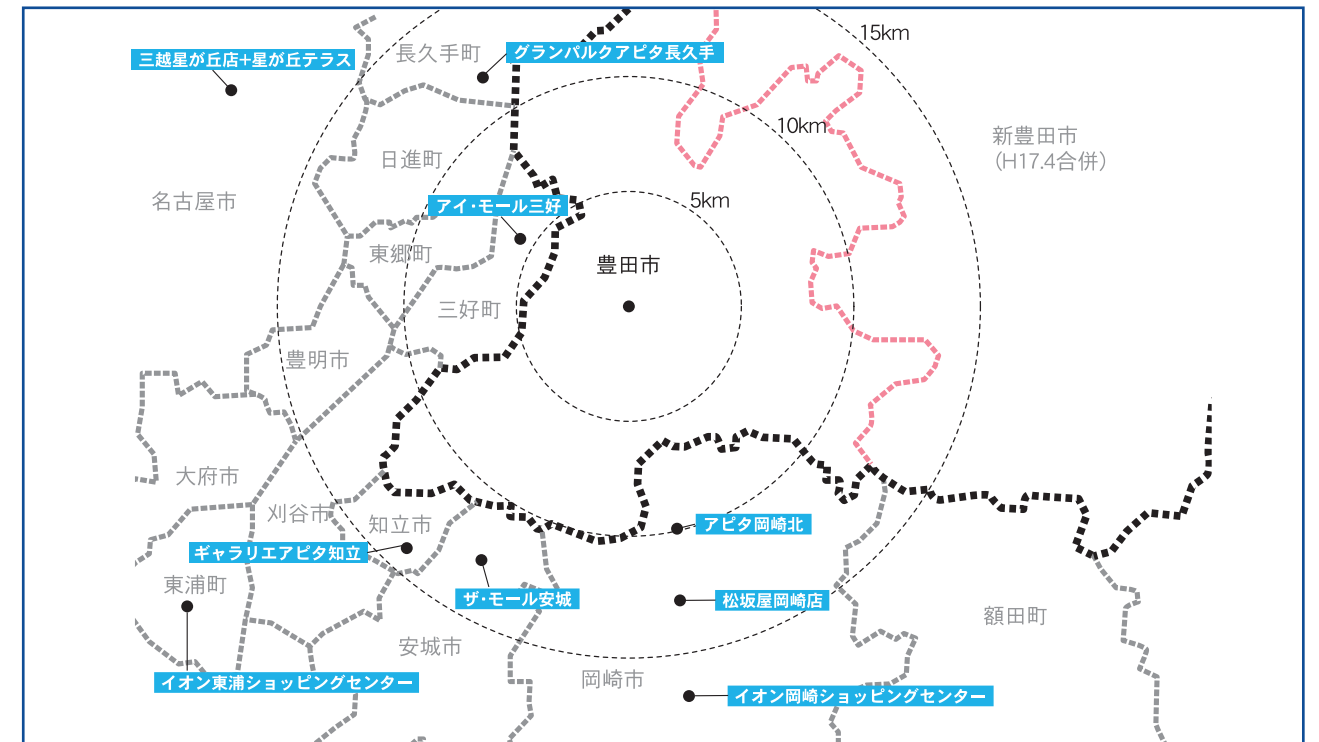 15km
三越星が丘店+星が丘テラス
長久手町
グランパルクアピタ長久手
10km
新豊田市
(H17.4合併)
日進町
名古屋市
5km
アイ・モール三好
東郷町
豊田市
三好町
豊明市
大府市
刈谷市
知立市
アピタ岡崎北
ギャラリエアピタ知立
東浦町
ザ・モール安城
松坂屋岡崎店
額田町
安城市
イオン東浦ショッピングセンター
岡崎市
イオン岡崎ショッピングセンター